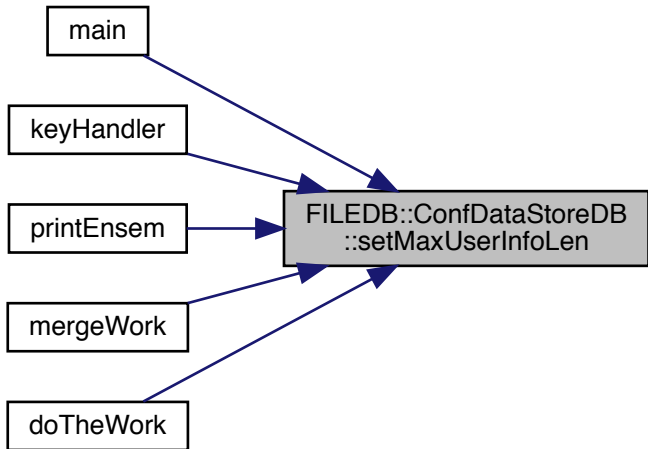 main
keyHandler
printEnsem
mergeWork
doTheWork
FILEDB::ConfDataStoreDB
::setMaxUserInfoLen